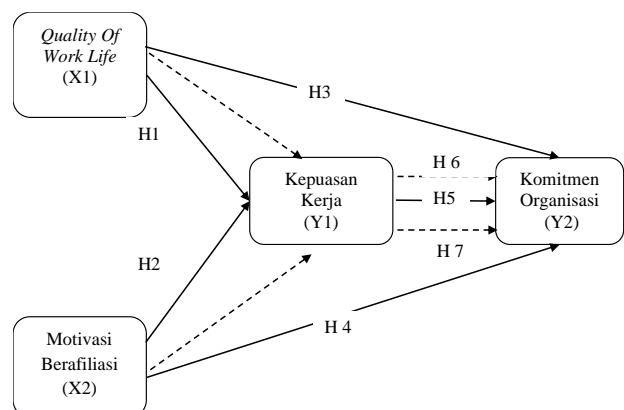 Quality Of
Work Life
(X1)
H3
H1
H 6
Kepuasan
Kerja
(Y1)
H5
Komitmen
Organisasi
(Y2)
H 7
H2
H 4
Motivasi
Berafiliasi
(X2)